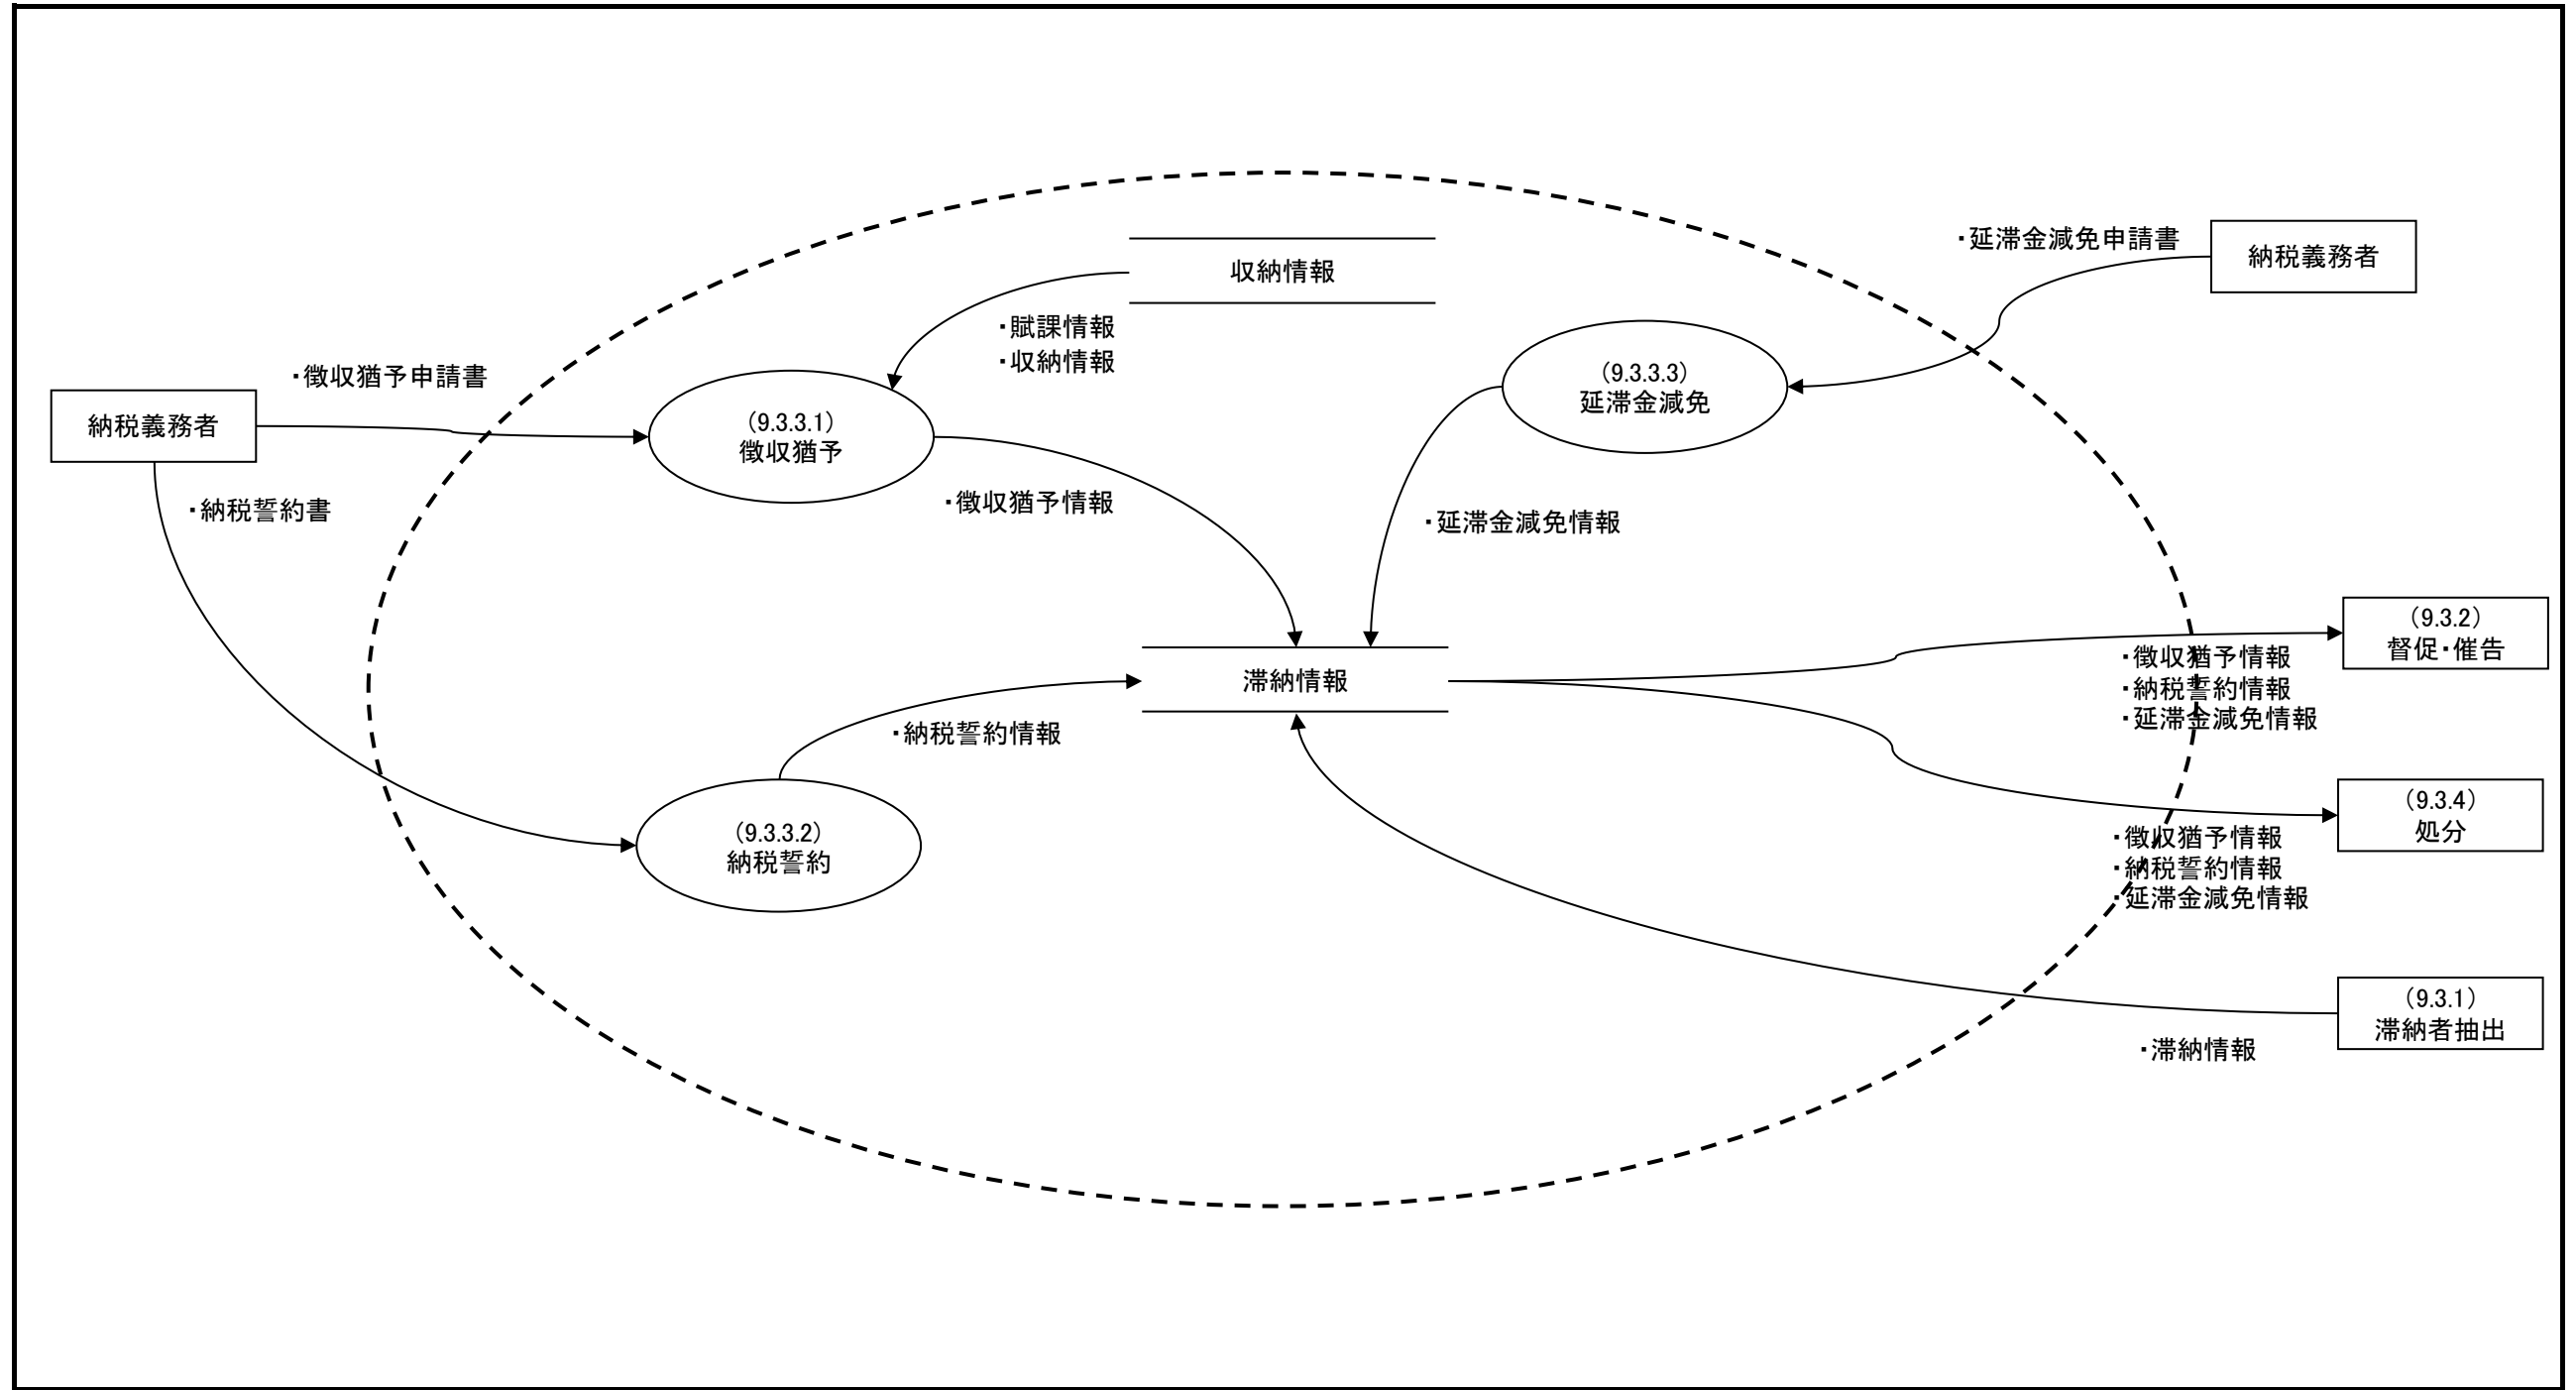 ・延滞金減免申請書
納税義務者
収納情報
・賦課情報
・収納情報
・徴収猶予申請書
納税義務者
(9.3.3.1)
徴収猶予
(9.3.3.3)
延滞金減免
・納税誓約書
・徴収猶予情報
・延滞金減免情報
(9.3.2)
督促・催告
滞納情報
・徴収猶予情報
・納税誓約情報
・延滞金減免情報
・納税誓約情報
(9.3.3.2)
納税誓約
(9.3.4)
処分
・徴収猶予情報
・納税誓約情報
・延滞金減免情報
(9.3.1)
滞納者抽出
・滞納情報